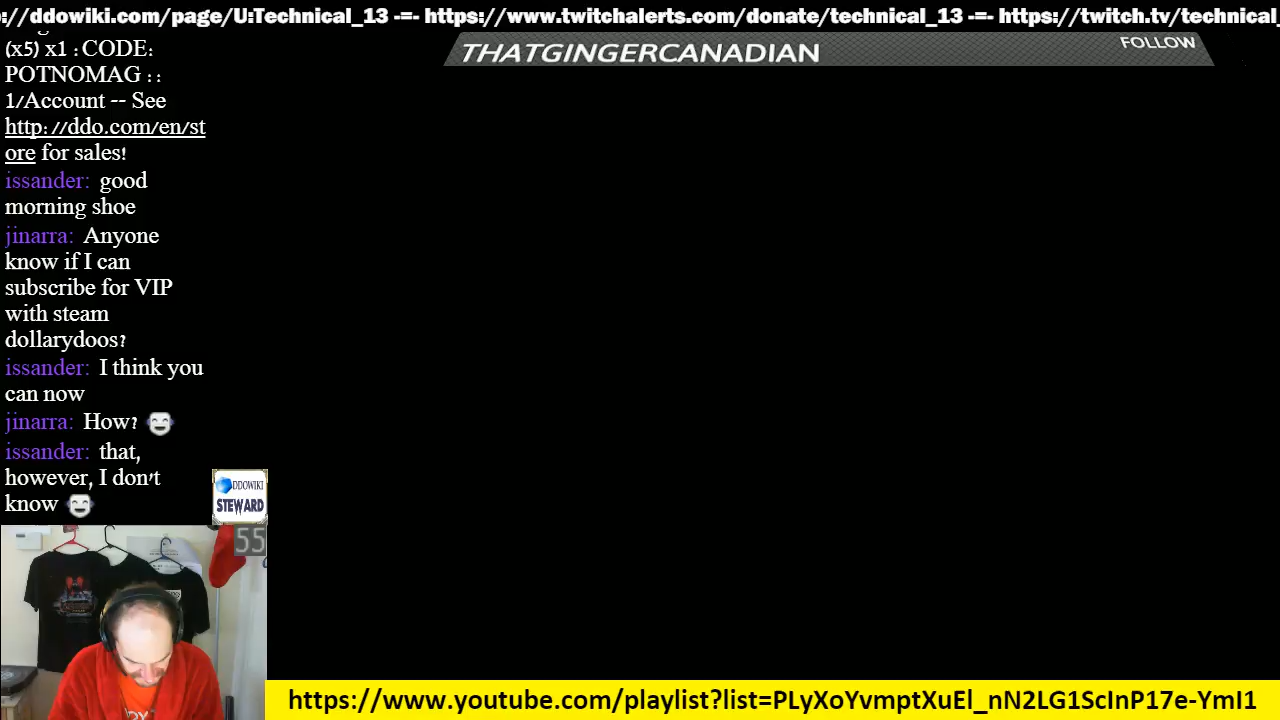 ://ddowiki.com/page/U:Technical_13 -=- https://www.twitchalerts.com/donate/technical_13 -=- https://twitch.tv/technical_
THATGINGERCANADIAN
FOLLOW
(x5) x1 :CODE:
POTNOMAG ::
1/Account -- See
http://ddo.com/en/st
ore for sales!
issander: good
morning shoe
jinarra: Anyone
know if I can
subscribe for VIP
with steam
dollarydoos?
issander: I think you
can now
jinarra: How?
issander: that,
however, I don't
know
DDOWIKI
STEWARD
55
https://www.youtube.com/playlist?list=PLyXoYvmptXuEl_nN2LG1ScInP17e-YmI1